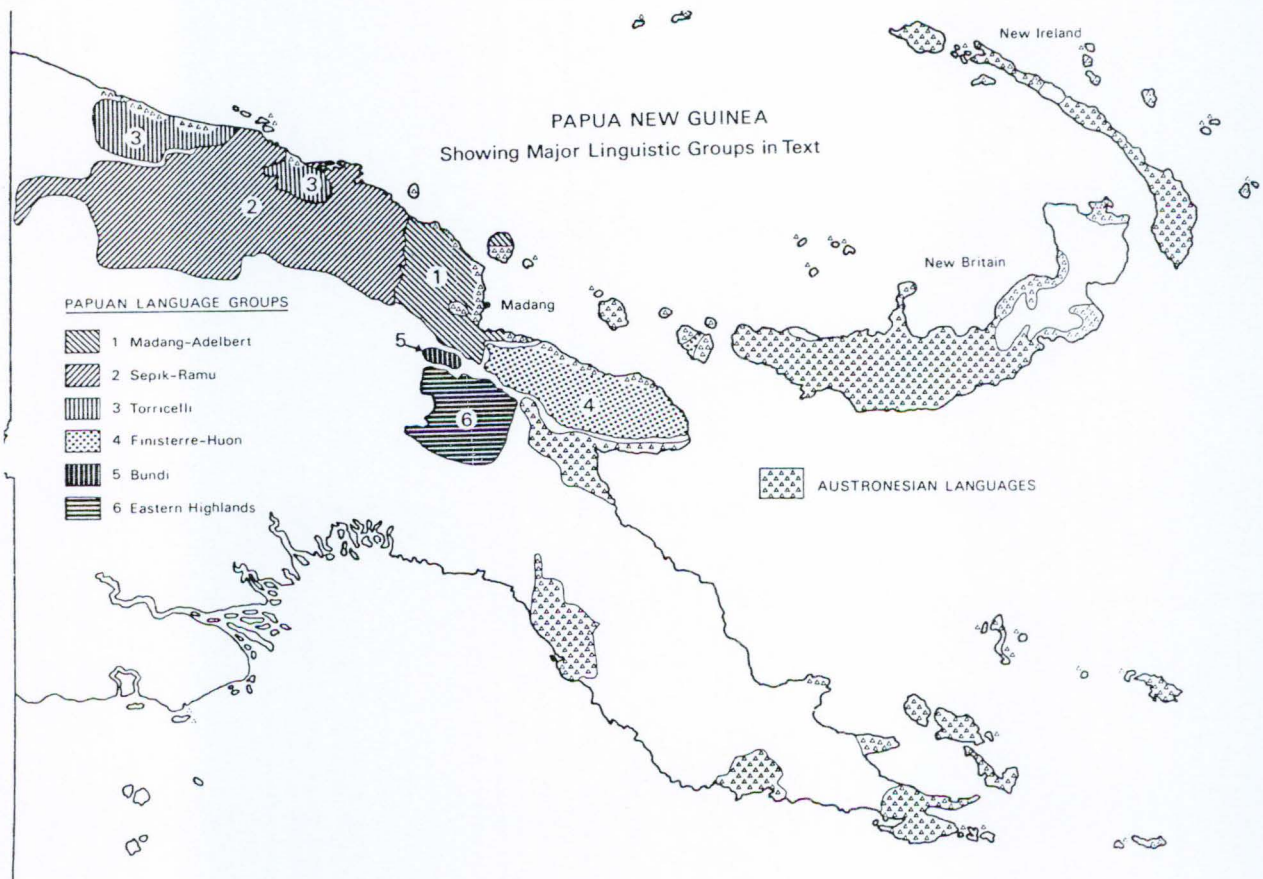 New Ireland
PAPUA NEW GUINEA
Showing Major Linguistic Groups in Text
3
3
2
New Britain
1
PAPUAN LANGUAGE GROUPS
Madang
1 Madang-Adelbert
5
2 Sepik-Ramu
3 Torricelli
4
6
4 Finisterre-Huon
5 Bundi
AUSTRONESIAN LANGUAGES
6 Eastern Highlands